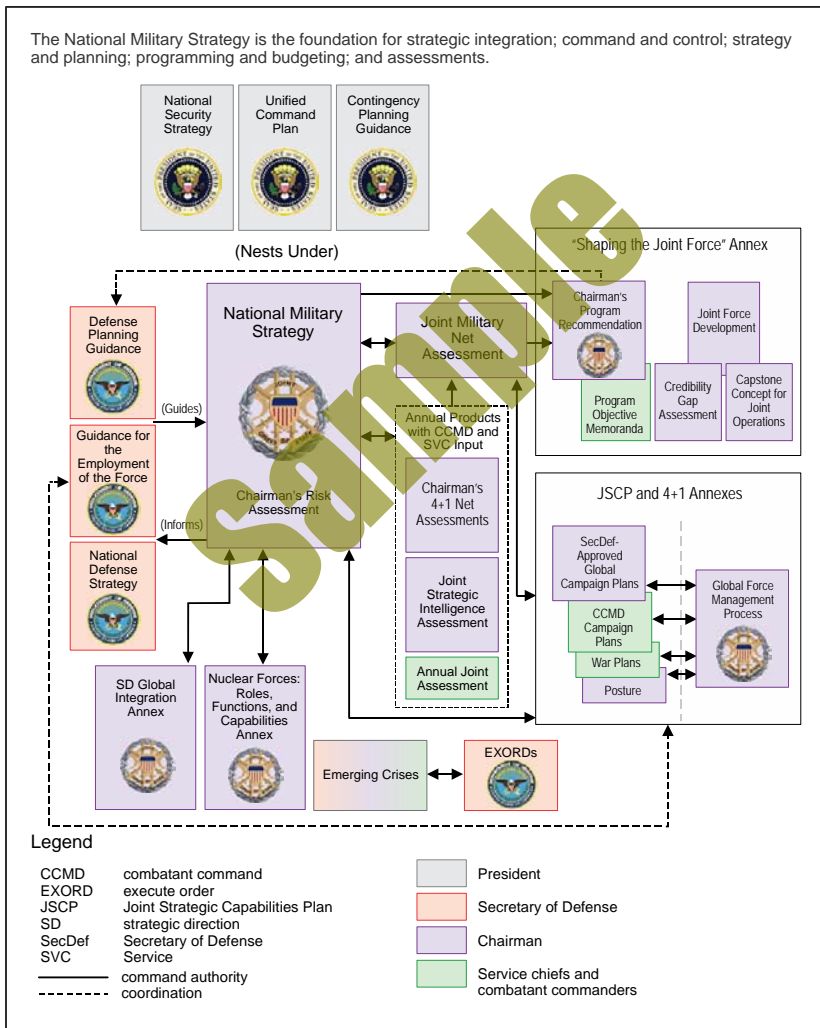 The National Military Strategy is the foundation for strategic integration; command and control; strategy
and planning; programming and budgeting; and assessments.
National
Security
Strategy
Unified
Command
Plan
Contingency
Planning
Guidance
(Nests Under)
"Shaping the Joint Force" Annex
Defense
Planning
Guidance
National Military
Strategy
Joint Military
Net
Assessment
Chairman's
Program
Recommendation
Joint Force
Development
Program
Objective
Memoranda
Credibility
Gap
Assessment
Capstone
Concept for
Joint
Operations
(Guides)
Guidance for
the
Employment
of the Force
Chairman's Risk
Assessment
(Informs)
National
Defense
Strategy
Annual Products
with CCMD and
SVC Input
Chairman's
4+1 Net
Assessments
Joint
Strategic
Intelligence
Assessment
Annual Joint
Assessment
JSCP and 4+1 Annexes
SecDef-
Approved
Global
Campaign Plans
CCMD
Campaign
Plans
War Plans
Posture
Global Force
Management
Process
SD Global
Integration
Annex
Nuclear Forces:
Roles,
Functions, and
Capabilities
Annex
Emerging Crises
EXORDs
Sample
Legend
CCMD combatant command
EXORD execute order
JSCP Joint Strategic Capabilities Plan
SD strategic direction
SecDef Secretary of Defense
SVC Service
command authority
coordination
President
Secretary of Defense
Chairman
Service chiefs and
combatant commanders